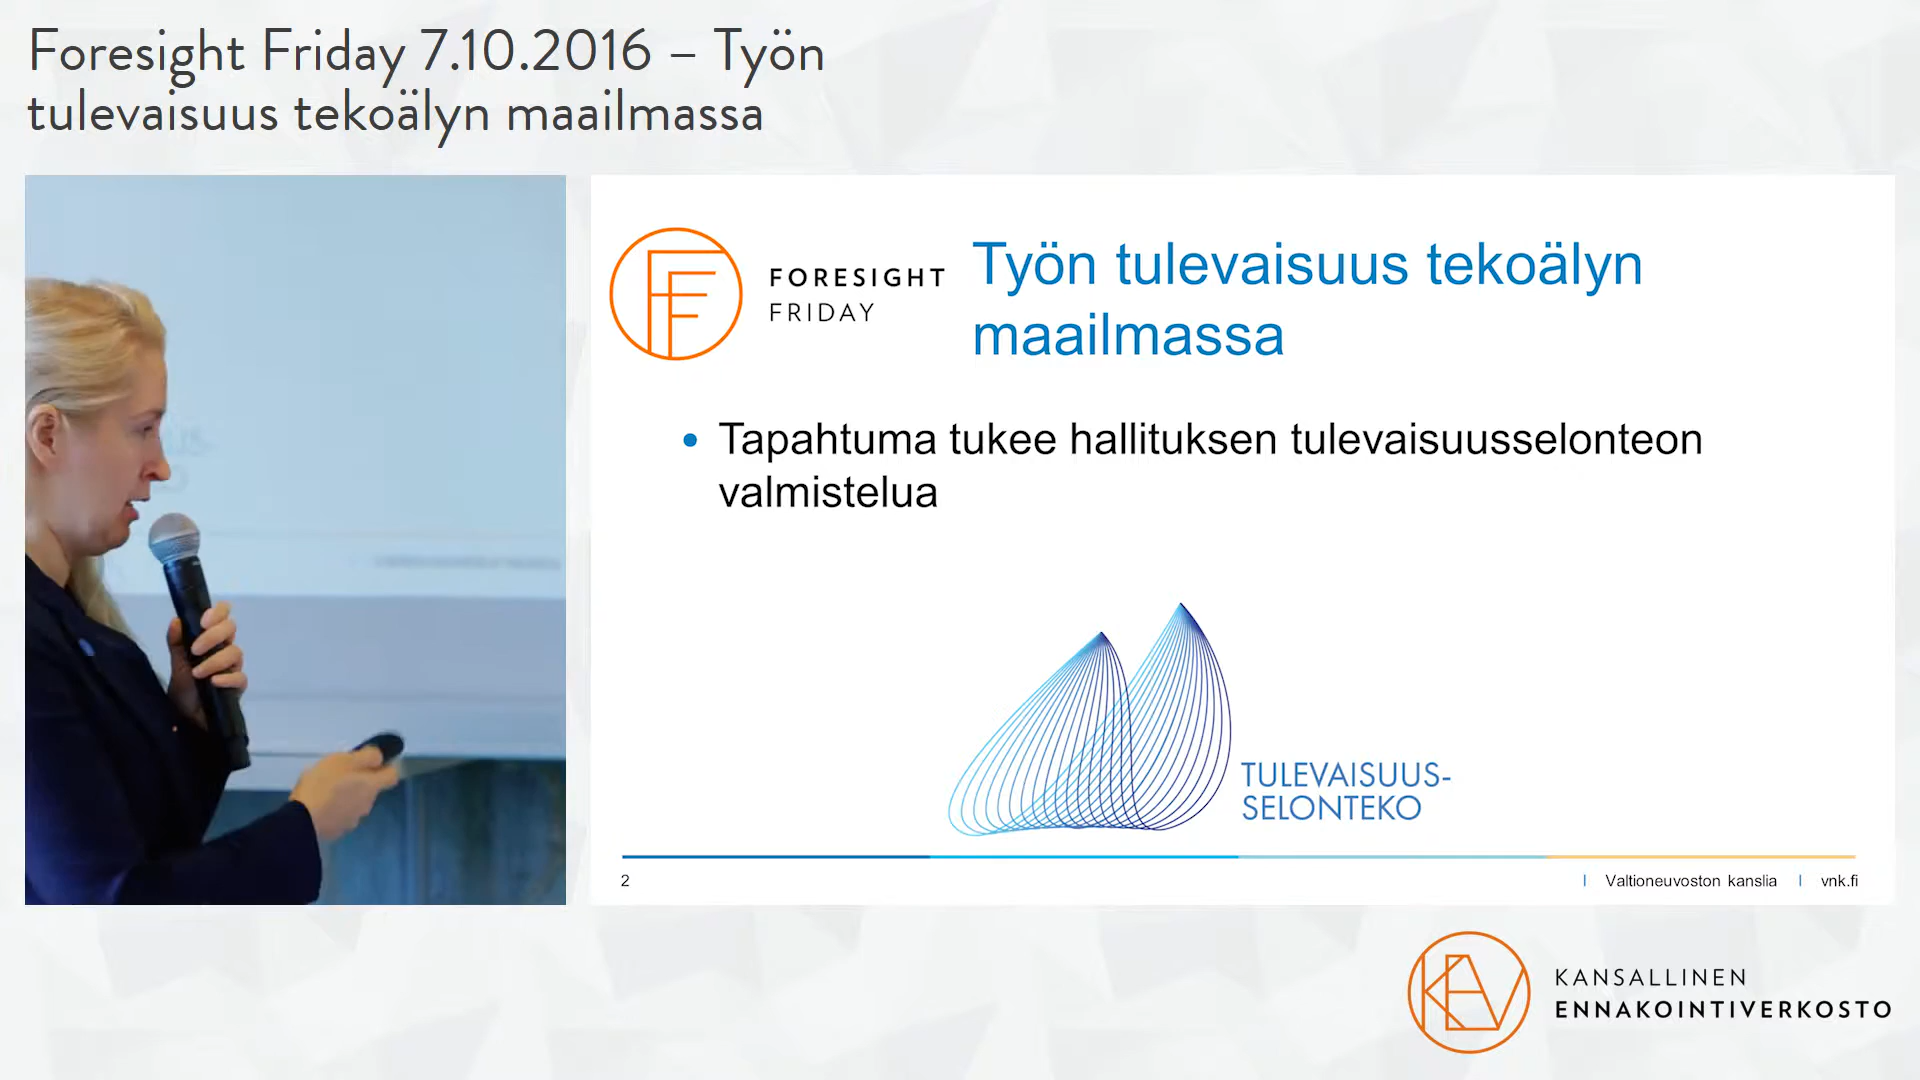 Foresight Friday 7.10.2016 – Työn
tulevaisuus tekoälyn maailmassa
FORESIGHT
FRIDAY
Työn tulevaisuus tekoälyn
maailmassa
• Tapahtuma tukee hallituksen tulevaisuusselonteon
valmistelua
TULEVAISUUS-
SELONTEKO
2
| Valtioneuvoston kanslia | vnk.fi
KANSALLINEN
ENNAKOINTIVERKOSTO